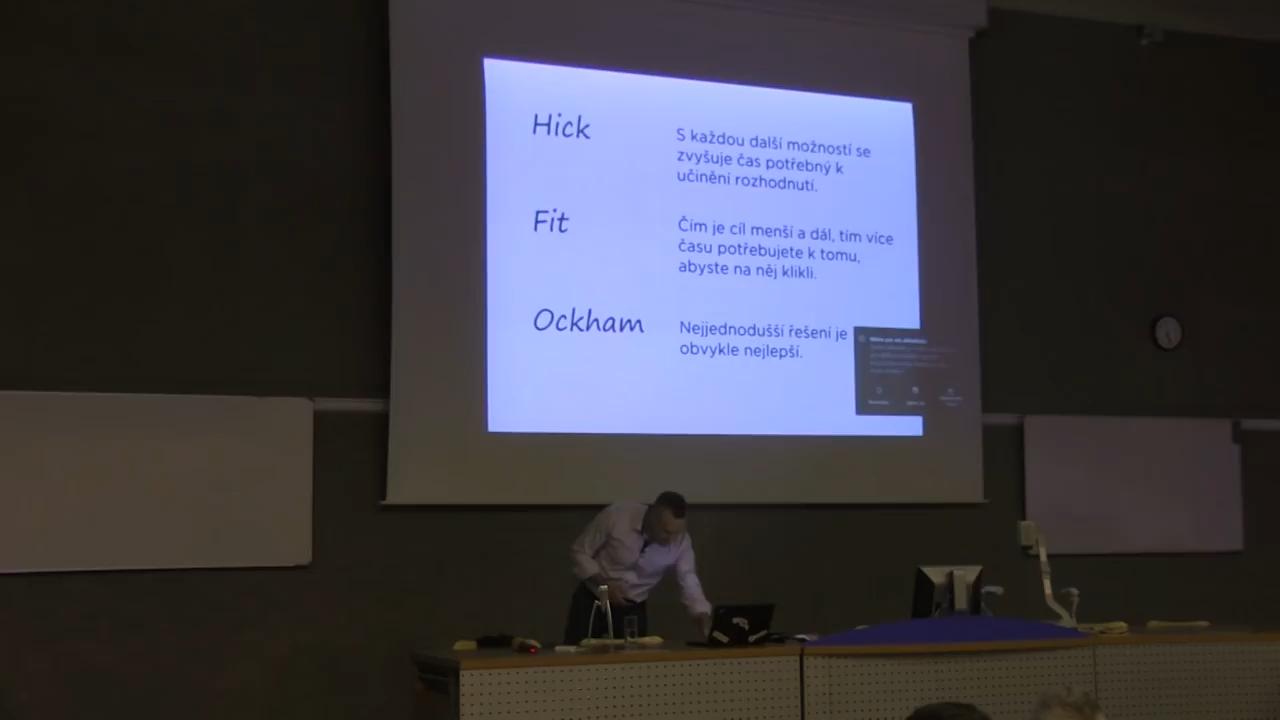 Hick
S každou další možností se
zvyšuje čas potřebný k
učinění rozhodnutí.
Fit
Čím je cíl menší a dál, tím více
času potřebujete k tomu,
abyste na něj klikli.
Ockham
Nejjednodušší řešení je
obvykle nejlepší.